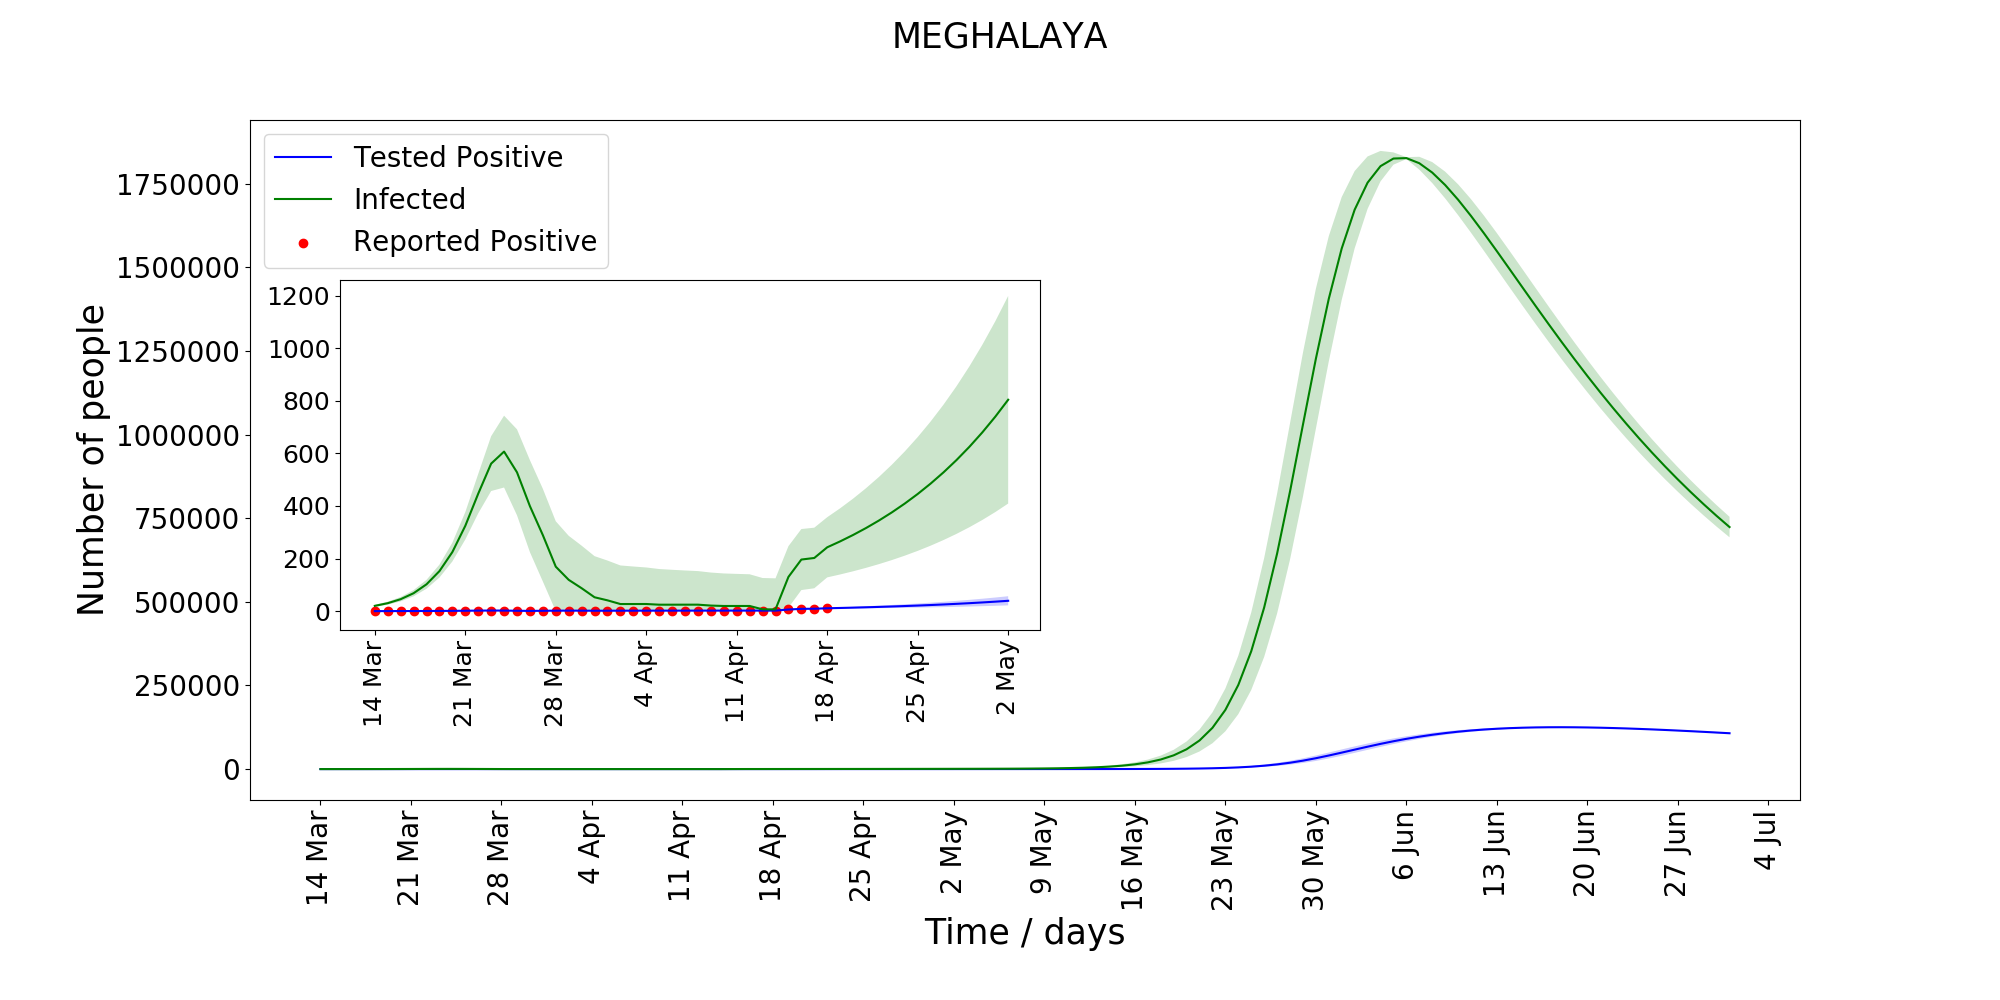 MEGHALAYA
Tested Positive
Infected
Reported Positive
Number of people
1750000
1500000
1250000
1000000
750000
500000
250000
0
1200
1000
800
600
400
200
0
14 Mar
21 Mar
28 Mar
4 Apr
11 Apr
18 Apr
25 Apr
2 May
14 Mar
21 Mar
28 Mar
4 Apr
11 Apr
18 Apr
25 Apr
2 May
9 May
16 May
23 May
30 May
6 Jun
13 Jun
20 Jun
27 Jun
4 Jul
Time / days